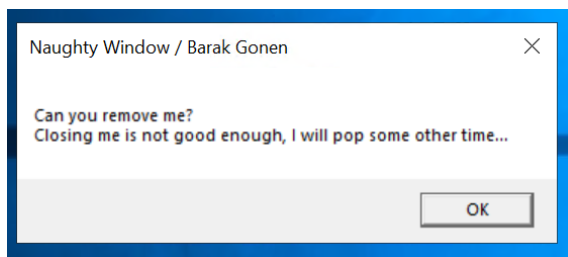 Naughty Window / Barak Gonen
Can you remove me?
Closing me is not good enough, I will pop some other time...
OK